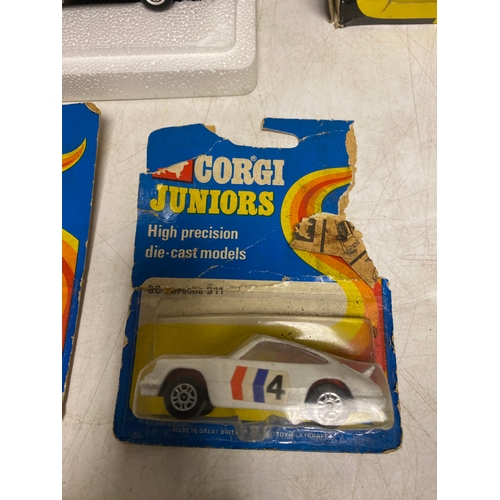 CORGI®
JUNIORS
High precision
die-cast models
Porsche 911
4
MADE IN GREAT BRITAIN